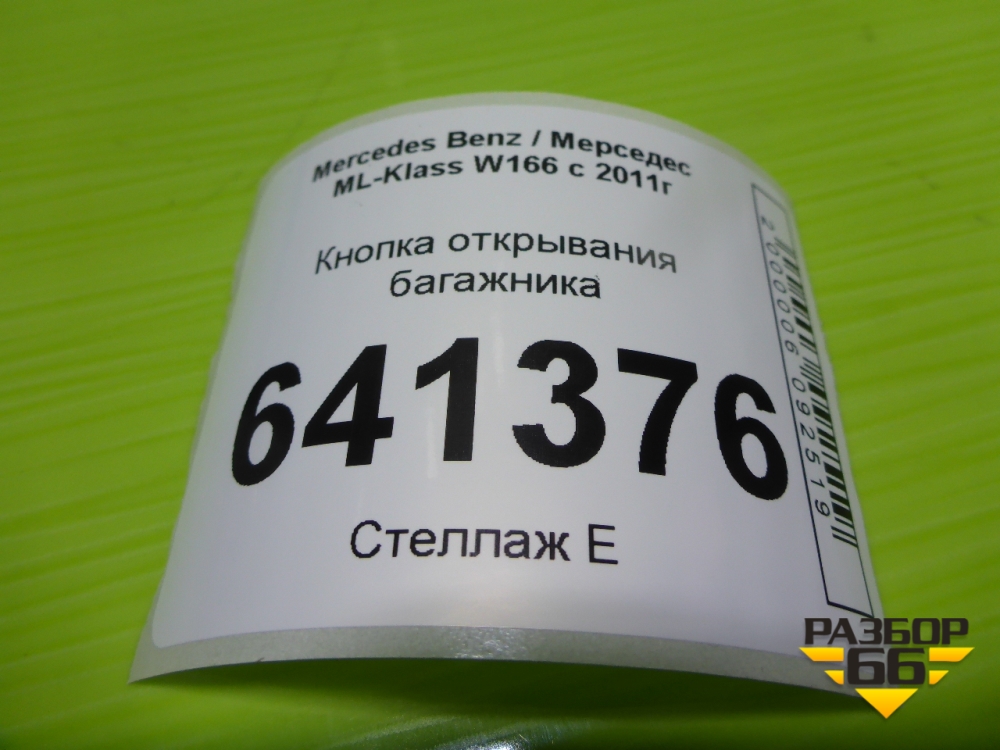 Mercedes Benz / Мерседес
ML-Klass W166 с 2011г
Кнопка открывания
багажника
641376
Стеллаж Е
2000006092519
РАЗБОР
66